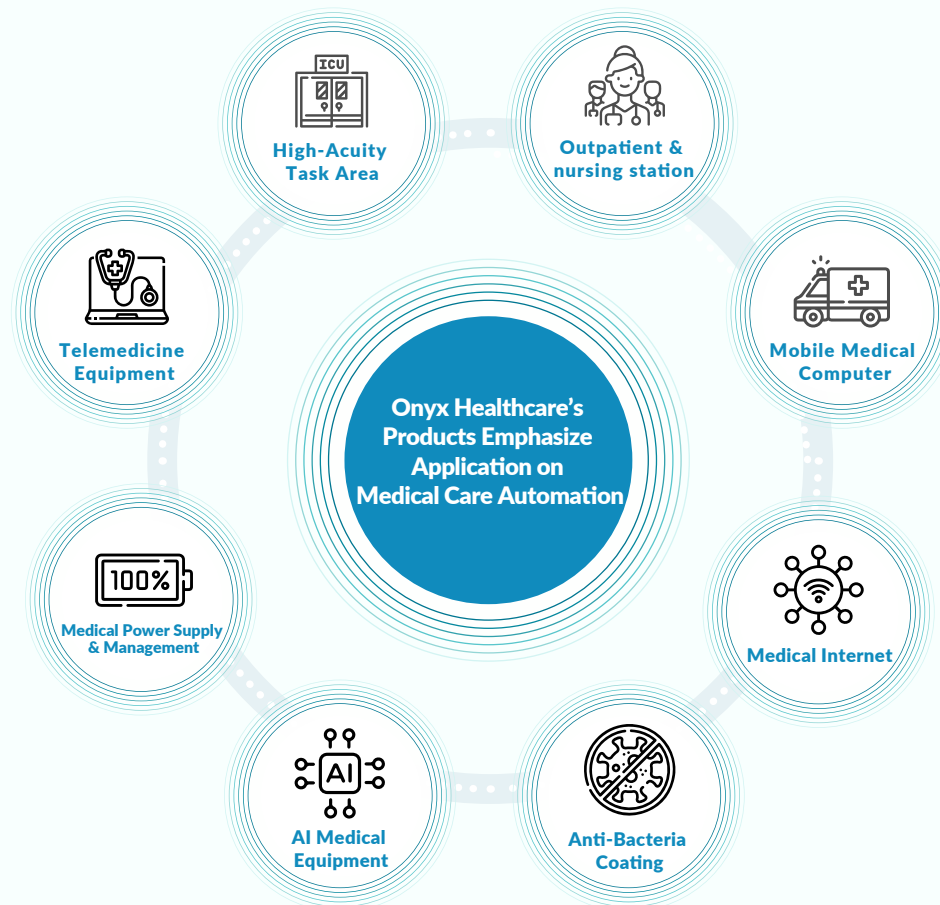 ICU
High-Acuity
Task Area
Outpatient &
nursing station
Telemedicine
Equipment
Mobile Medical
Computer
Onyx Healthcare’s
Products Emphasize
Application on
Medical Care Automation
100%
Medical Power Supply
& Management
Medical Internet
AI
AI Medical
Equipment
Anti-Bacteria
Coating